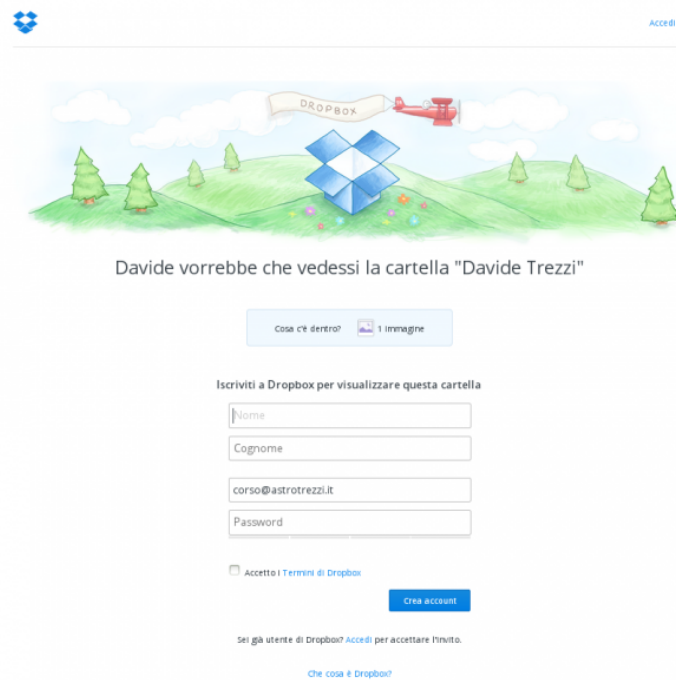 Accedi
DROPBOX
Davide vorrebbe che vedessi la cartella "Davide Trezzi"
Cosa c'è dentro? 1 immagine
Iscriviti a Dropbox per visualizzare questa cartella
Nome
Cognome
corso@astrotrezzi.it
Password
Accetto i Termini di Dropbox
Crea account
Sei già utente di Dropbox? Accedi per accettare l'invito.
Che cosa è Dropbox?